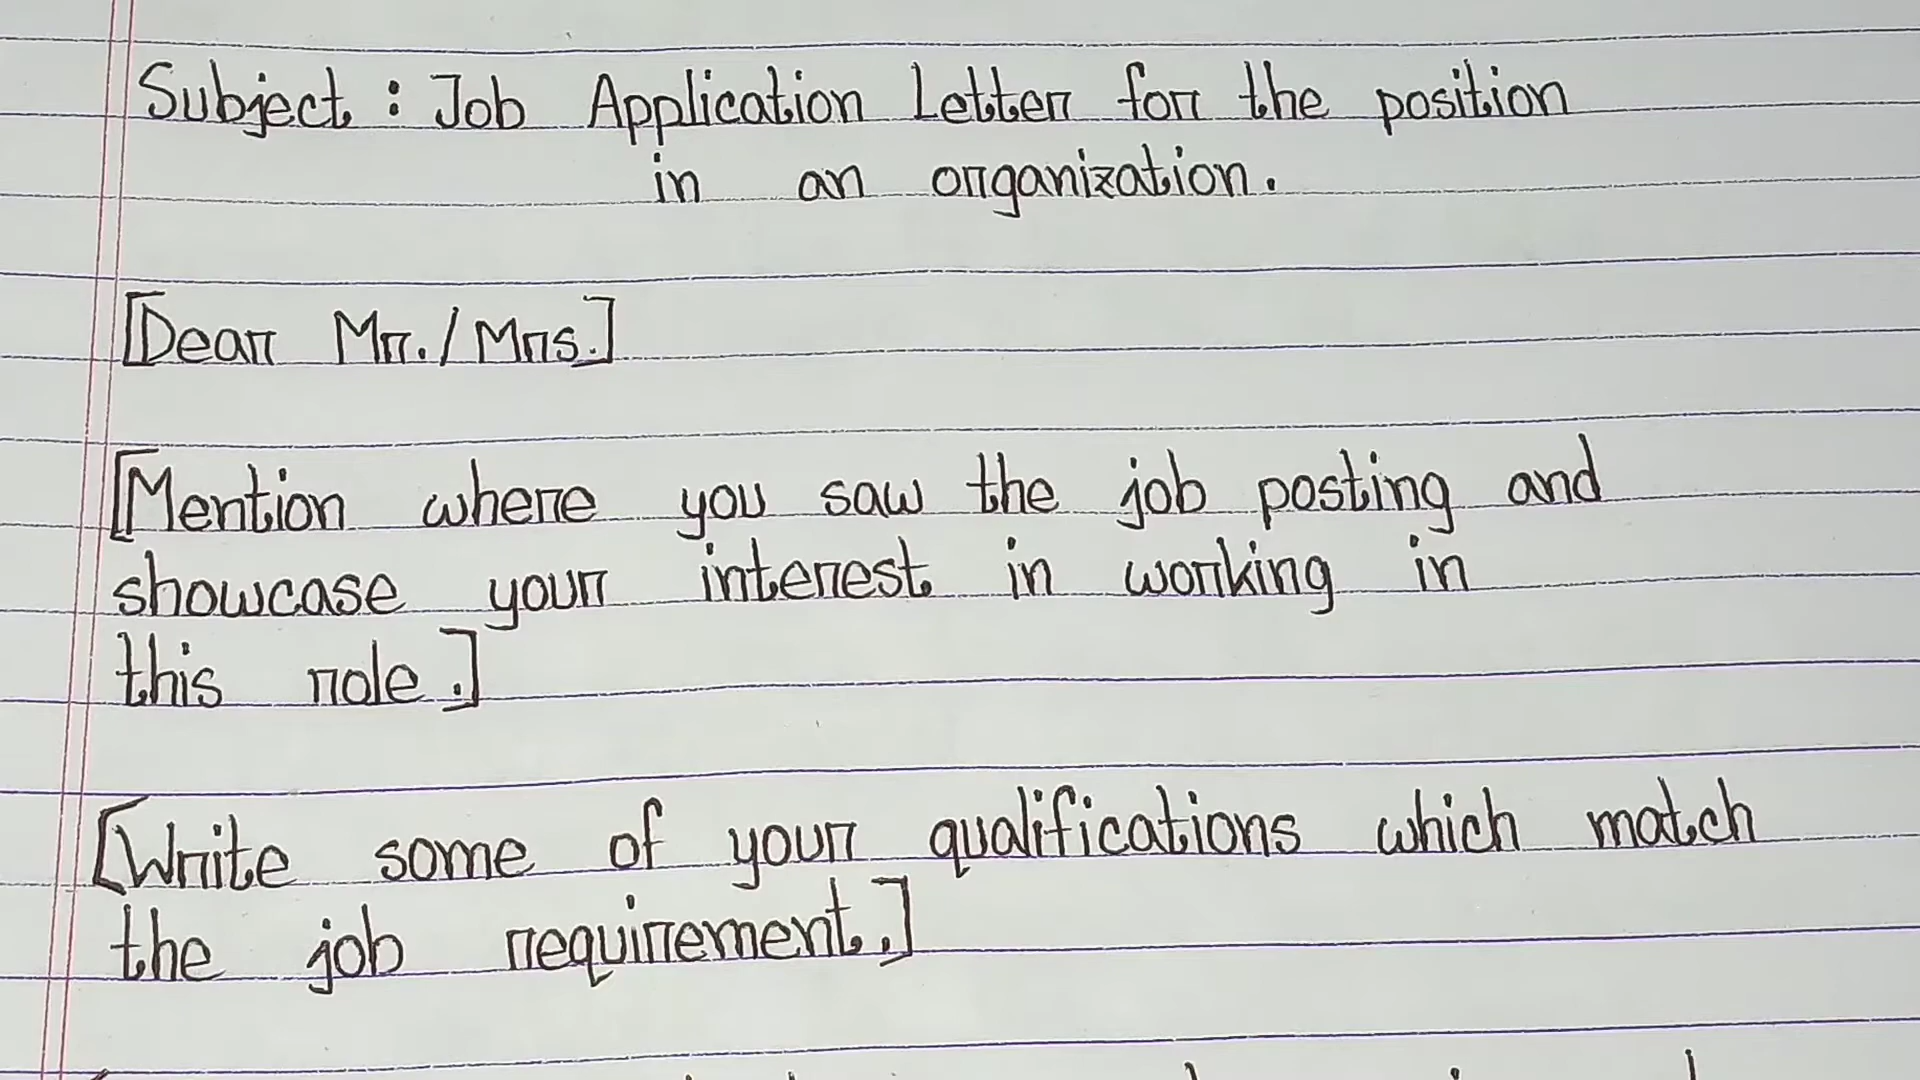 Subject : Job Application Letter for the position
in an organization.
[Dear Mr. / Mrs.]
[Mention where you saw the job posting and
showcase your interest in working in
this role.]
[Write some of your qualifications which match
the job requirement.]